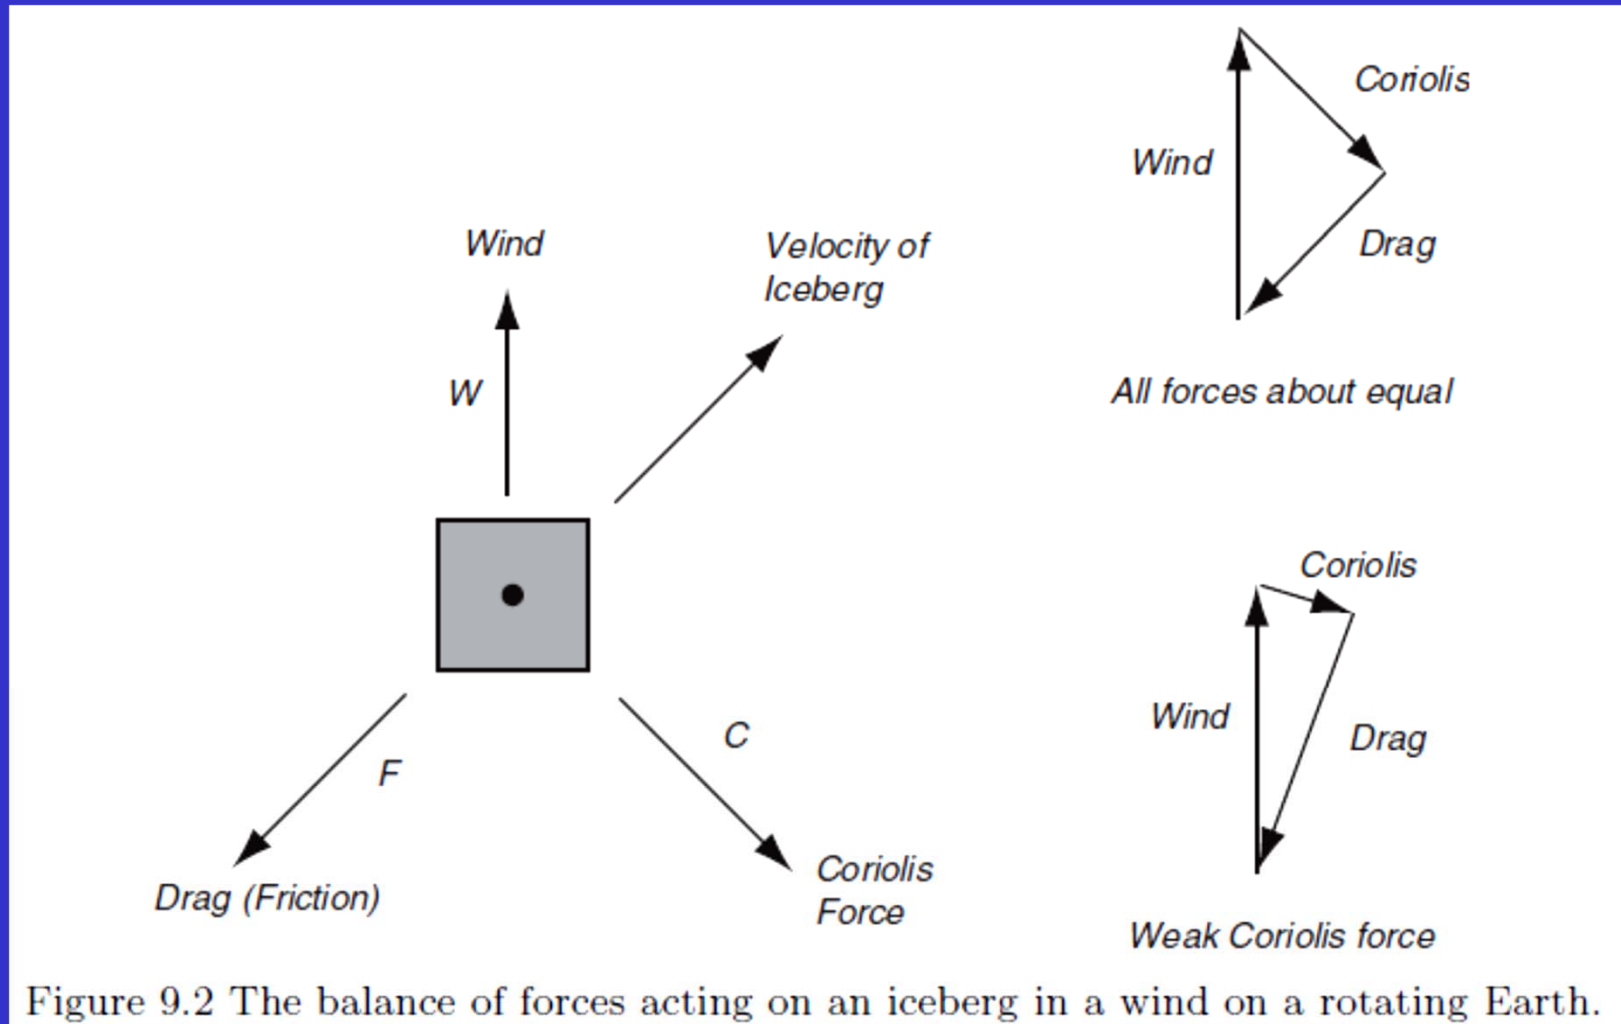 Wind
W
Velocity of
Iceberg
F
Drag (Friction)
C
Coriolis
Force
Coriolis
Wind
Drag
All forces about equal
Coriolis
Wind
Drag
Weak Coriolis force
Figure 9.2 The balance of forces acting on an iceberg in a wind on a rotating Earth.